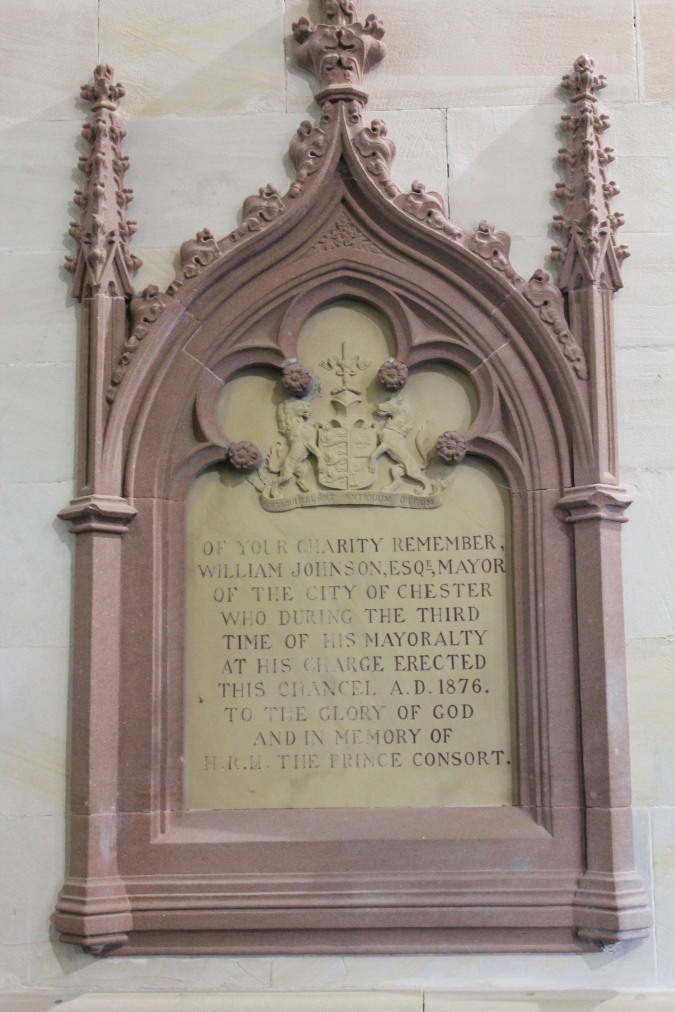 ANTIQUUM
OF YOUR CHARITY REMEMBER,
WILLIAM JOHNSON, ESQE, MAYOR
OF THE CITY OF CHESTER
WHO DURING THE THIRD
TIME OF HIS MAYORALTY
AT HIS CHARGE ERECTED
THIS CHANCEL A.D. 1876.
TO THE GLORY OF GOD
AND IN MEMORY OF
H.R.H. THE PRINCE CONSORT.